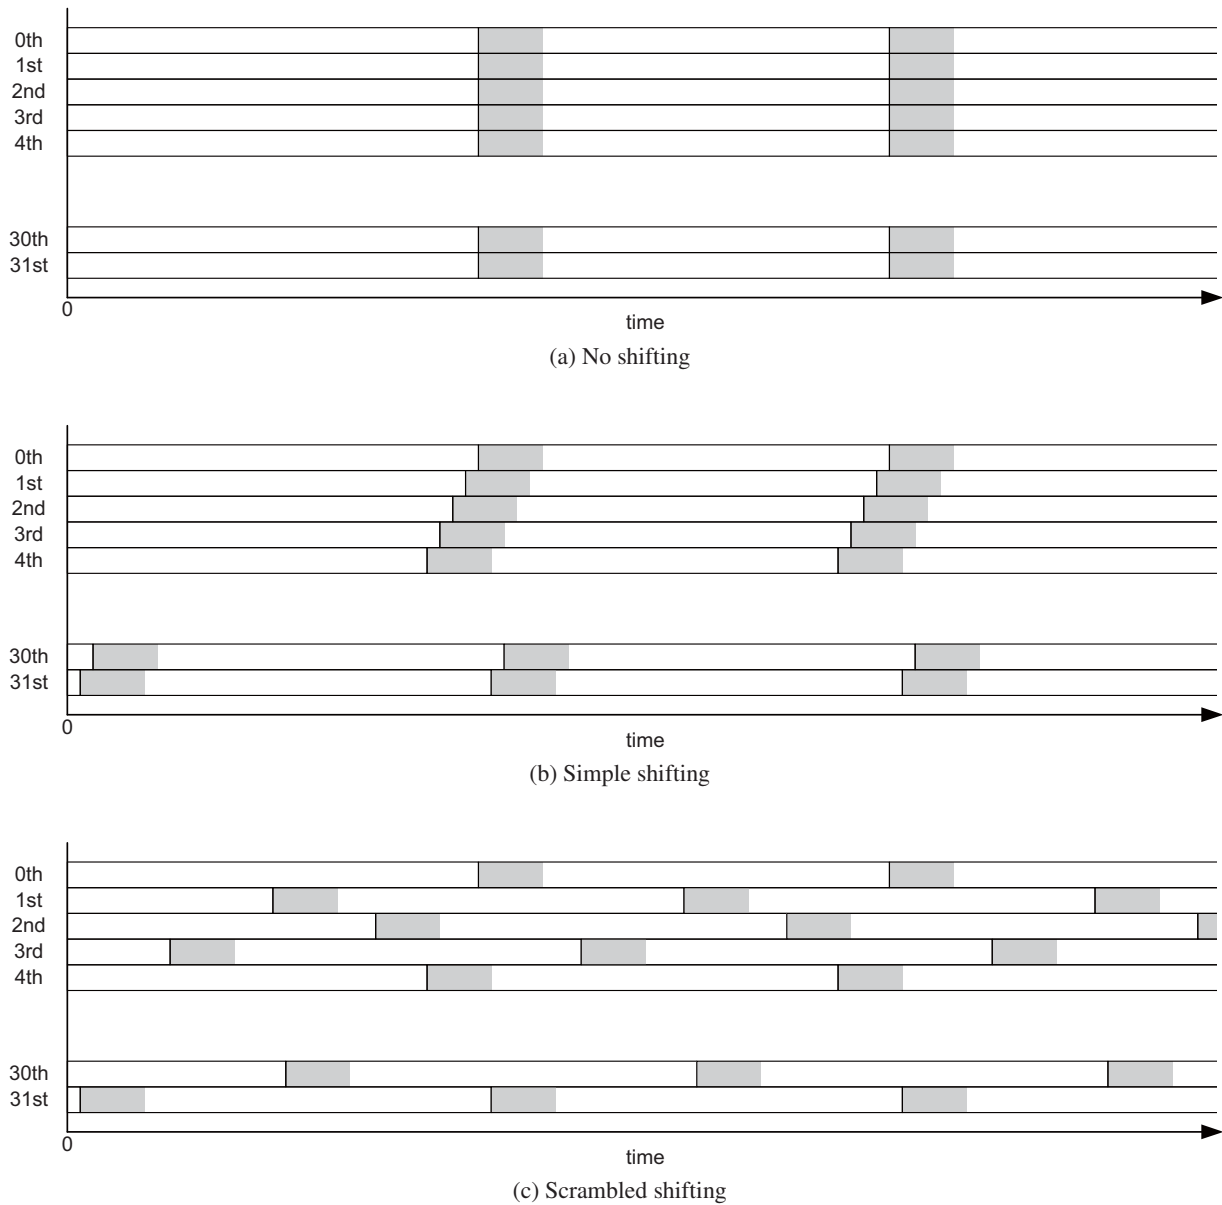 0th
1st
2nd
3rd
4th
30th
31st
0
time
(a) No shifting
0th
1st
2nd
3rd
4th
30th
31st
0
time
(b) Simple shifting
0th
1st
2nd
3rd
4th
30th
31st
0
time
(c) Scrambled shifting